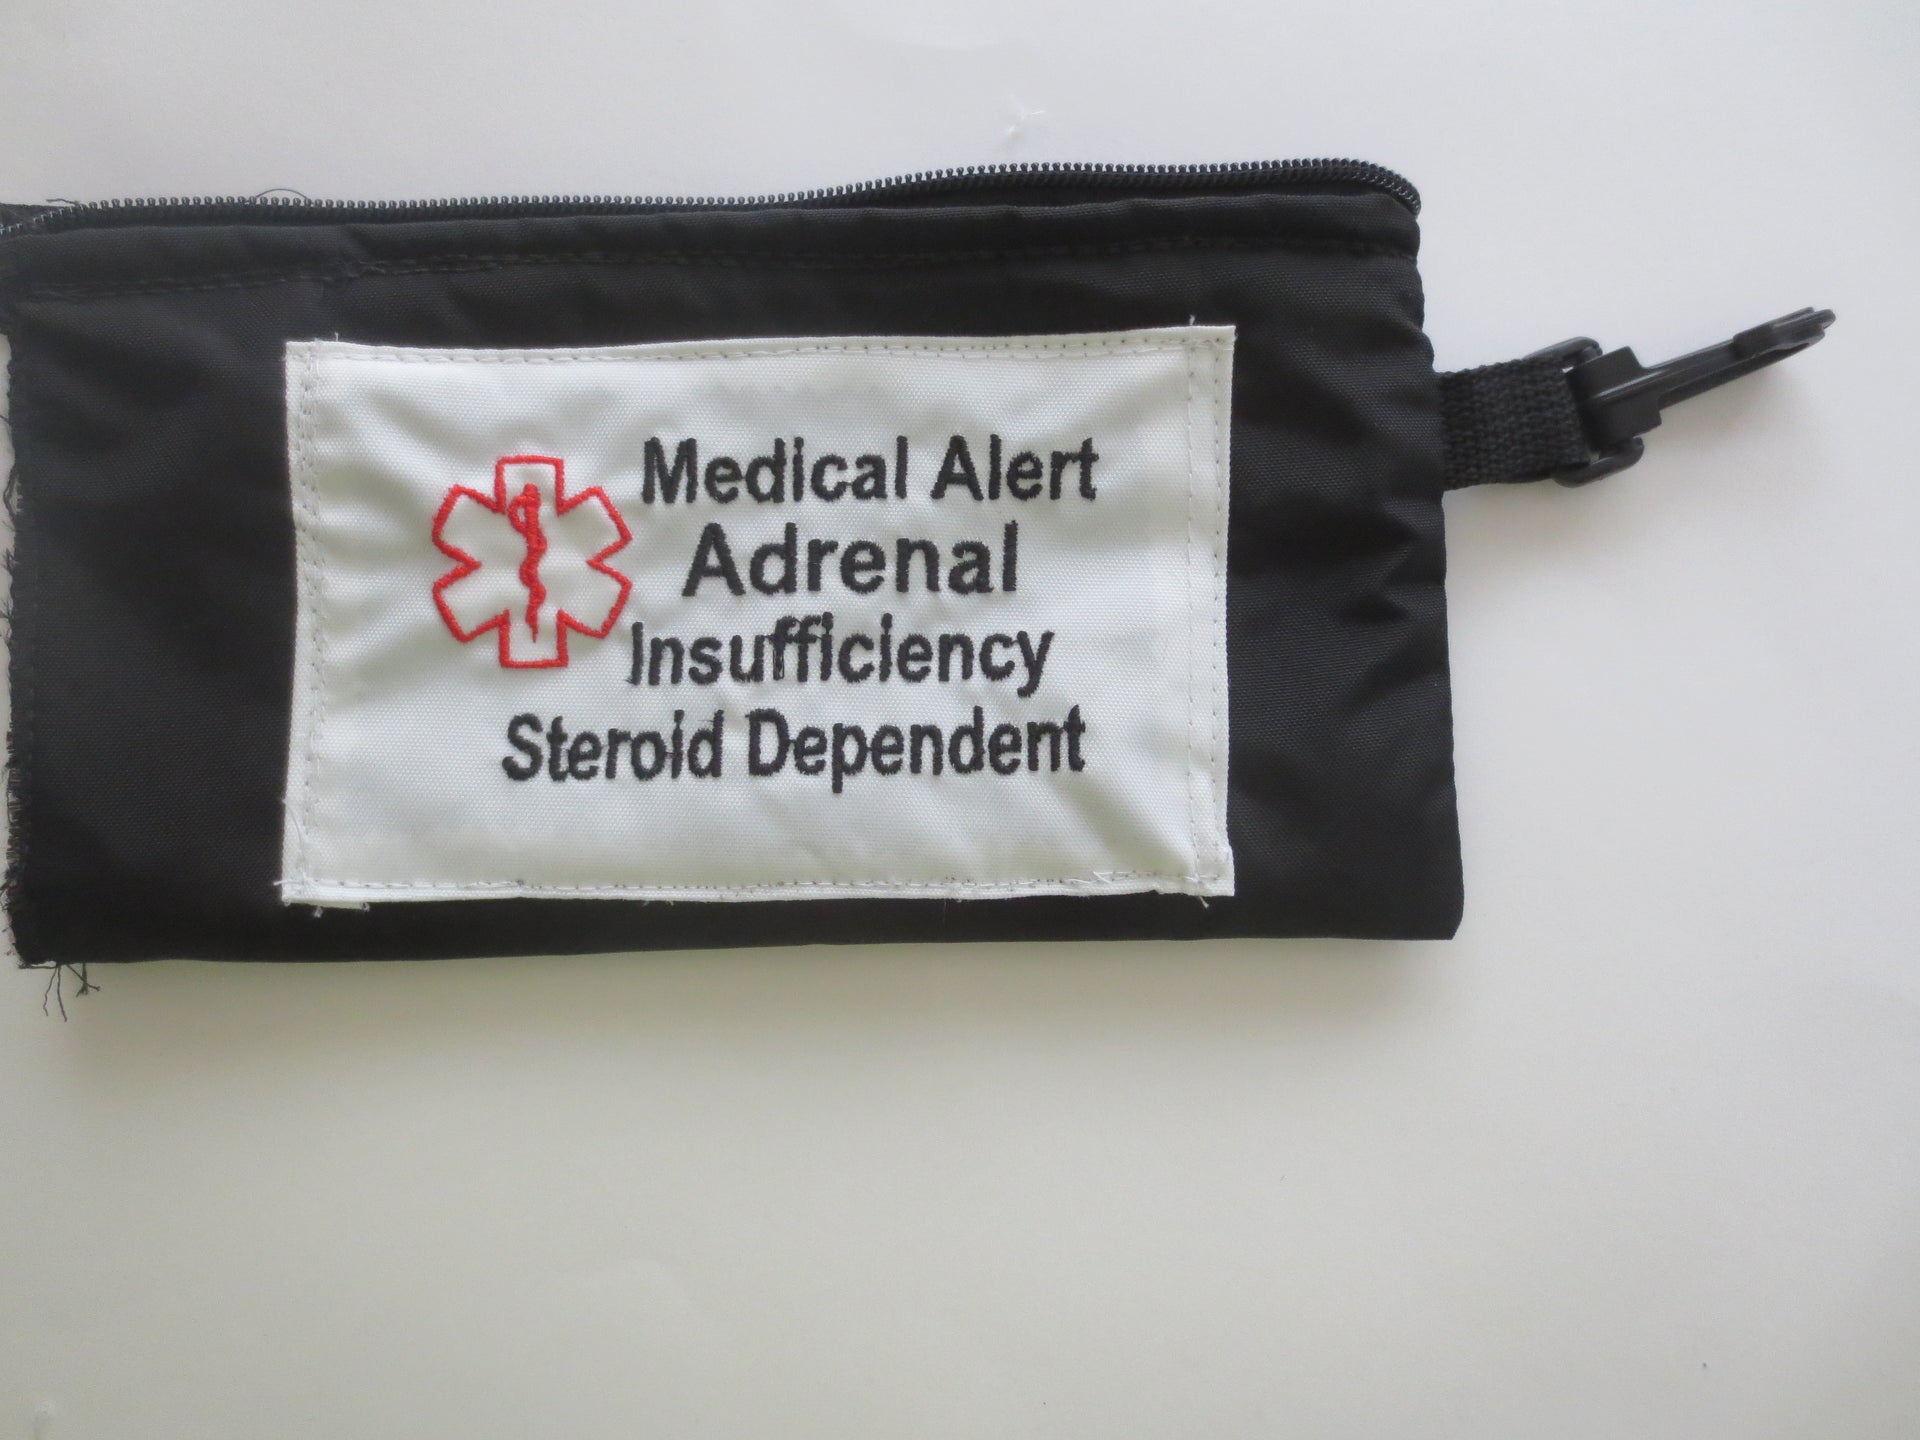 Medical Alert
Adrenal
Insufficiency
Steroid Dependent